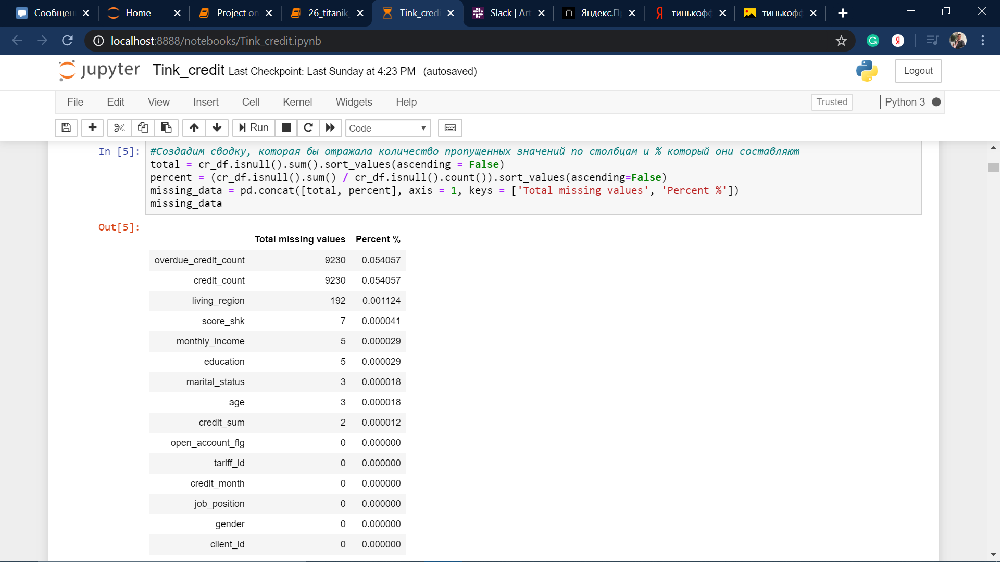 Сообщен
Home
Project on
26_titanik
Tink_credi
Slack | Art
Яндекс.П
тинькоф
тинькоф
localhost:8888/notebooks/Tink_credit.ipynb
jupyter Tink_credit Last Checkpoint: Last Sunday at 4:23 PM (autosaved)
Logout
File Edit View Insert Cell Kernel Widgets Help
Trusted
Python 3
Run
Code
In [5]:
#Создадим сводку, которая бы отражала количество пропущенных значений по столбцам и % который они составляют
total = cr_df.isnull().sum().sort_values(ascending = False)
percent = (cr_df.isnull().sum() / cr_df.isnull().count()).sort_values(ascending=False)
missing_data = pd.concat([total, percent], axis = 1, keys = ['Total missing values', 'Percent %'])
missing_data
Out[5]:
Total missing values Percent %
overdue_credit_count 9230 0.054057
credit_count 9230 0.054057
living_region 192 0.001124
score_shk 7 0.000041
monthly_income 5 0.000029
education 5 0.000029
marital_status 3 0.000018
age 3 0.000018
credit_sum 2 0.000012
open_account_flg 0 0.000000
tariff_id 0 0.000000
credit_month 0 0.000000
job_position 0 0.000000
gender 0 0.000000
client_id 0 0.000000